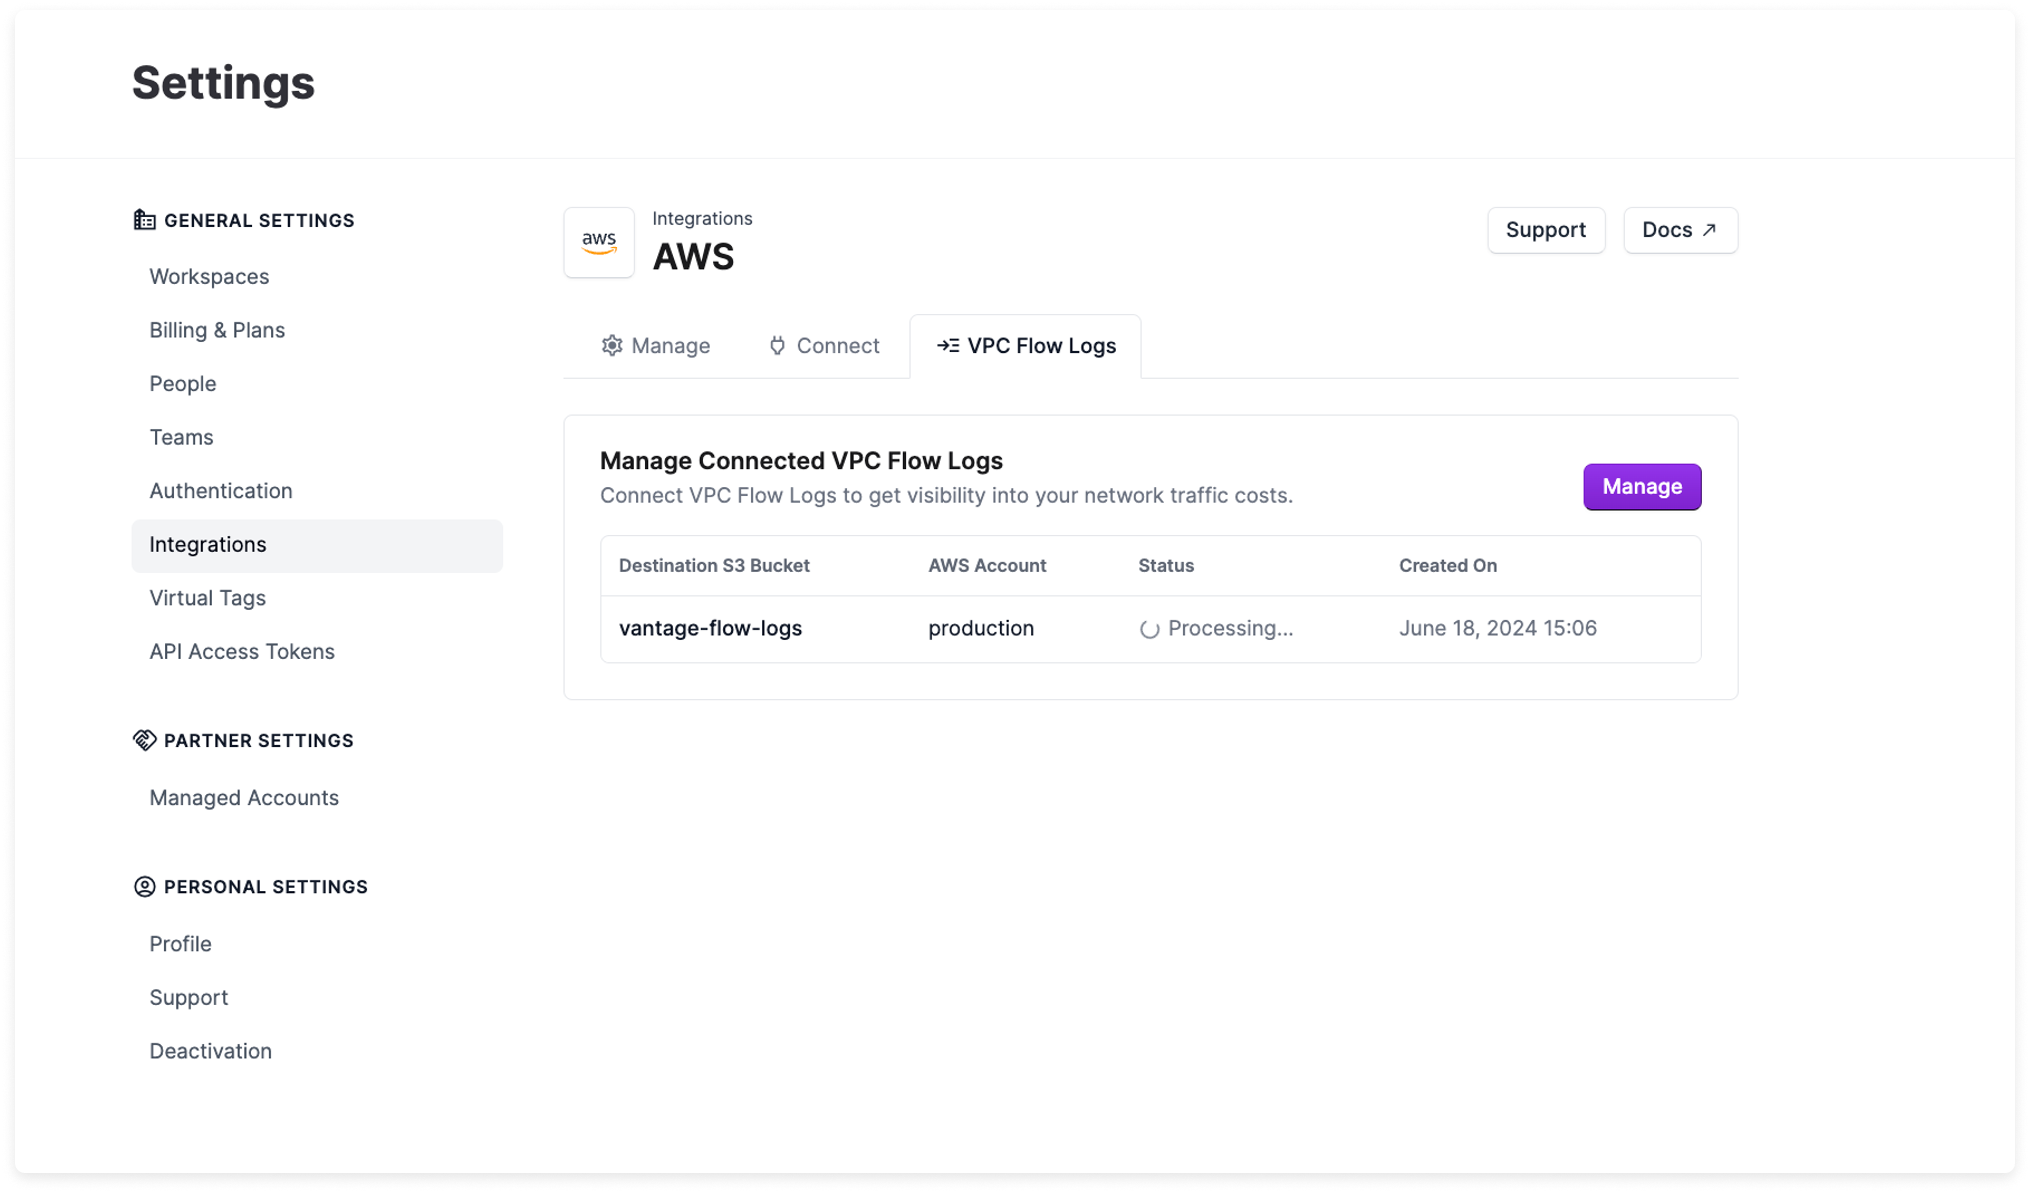 Settings
GENERAL SETTINGS
Workspaces
Billing & Plans
People
Teams
Authentication
Integrations
Virtual Tags
API Access Tokens
PARTNER SETTINGS
Managed Accounts
PERSONAL SETTINGS
Profile
Support
Deactivation
aws
Integrations
AWS
Support
Docs
Manage
Connect
VPC Flow Logs
Manage Connected VPC Flow Logs
Connect VPC Flow Logs to get visibility into your network traffic costs.
Manage
Destination S3 Bucket AWS Account Status Created On
vantage-flow-logs production Processing... June 18, 2024 15:06